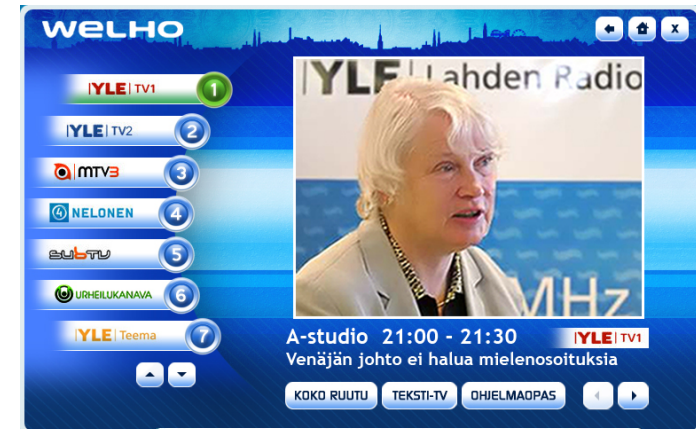 WELHO
X
YLE TV1
1
YLE TV2
2
MTV3
3
4 NELONEN
4
SUBTV
5
URHEILUKANAVA
6
YLE Teema
7
YLE Lahden Radio
MHz
A-studio 21:00 - 21:30
YLE TV1
Venäjän johto ei halua mielenosoituksia
KOKO RUUTU
TEKSTI-TV
OHJELMAOPAS